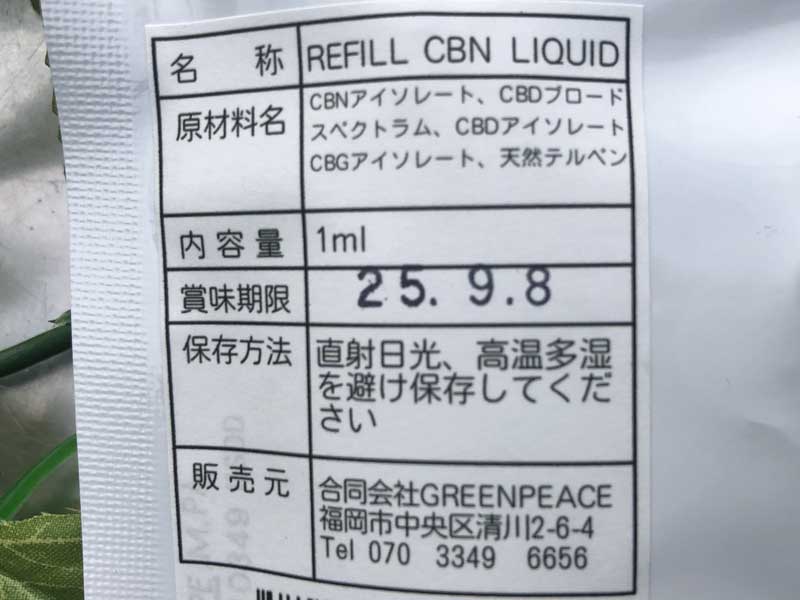 名 称 REFILL CBN LIQUID
原材料名 CBNアイソレート、CBDブロード
スペクトラム、CBDアイソレート
CBGアイソレート、天然テルペン
内容量 1ml
賞味期限 25.9.8
保存方法 直射日光、高温多湿
を避け保存してくだ
さい
販売元 合同会社GREENPEACE
福岡市中央区清川2-6-4
Tel 070 3349 6656